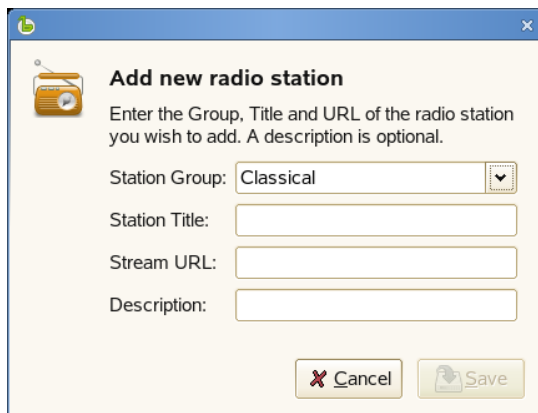 Add new radio station
Enter the Group, Title and URL of the radio station
you wish to add. A description is optional.
Station Group: Classical
Station Title:
Stream URL:
Description:
Cancel Save